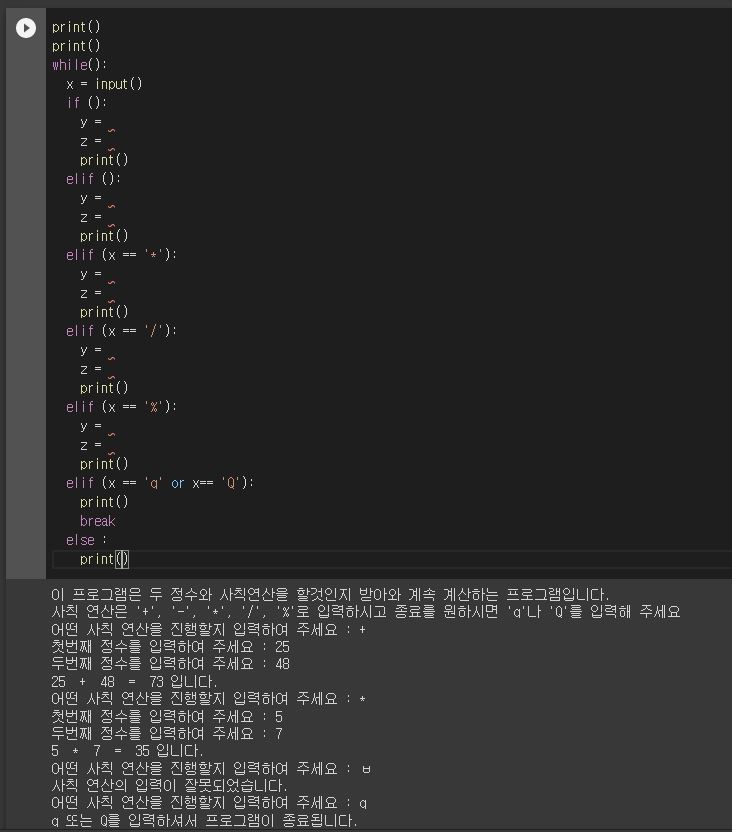 print()
print()
while():
  x = input()
  if ():
    y =
    z =
    print()
  elif ():
    y =
    z =
    print()
  elif (x == '*'):
    y =
    z =
    print()
  elif (x == '/'):
    y =
    z =
    print()
  elif (x == '%'):
    y =
    z =
    print()
  elif (x == 'q' or x== 'Q'):
    print()
    break
  else :
    print()
이 프로그램은 두 정수와 사칙연산을 할것인지 받아와 계속 계산하는 프로그램입니다.
사칙 연산은 '+', '-', '*', '/', '%'로 입력하시고 종료를 원하시면 'q'나 'Q'를 입력해 주세요
어떤 사칙 연산을 진행할지 입력하여 주세요 : +
첫번째 정수를 입력하여 주세요 : 25
두번째 정수를 입력하여 주세요 : 48
25  +  48  =  73 입니다.
어떤 사칙 연산을 진행할지 입력하여 주세요 : *
첫번째 정수를 입력하여 주세요 : 5
두번째 정수를 입력하여 주세요 : 7
5  *  7  =  35 입니다.
어떤 사칙 연산을 진행할지 입력하여 주세요 : ㅂ
사칙 연산의 입력이 잘못되었습니다.
어떤 사칙 연산을 진행할지 입력하여 주세요 : q
q 또는 Q를 입력하셔서 프로그램이 종료됩니다.